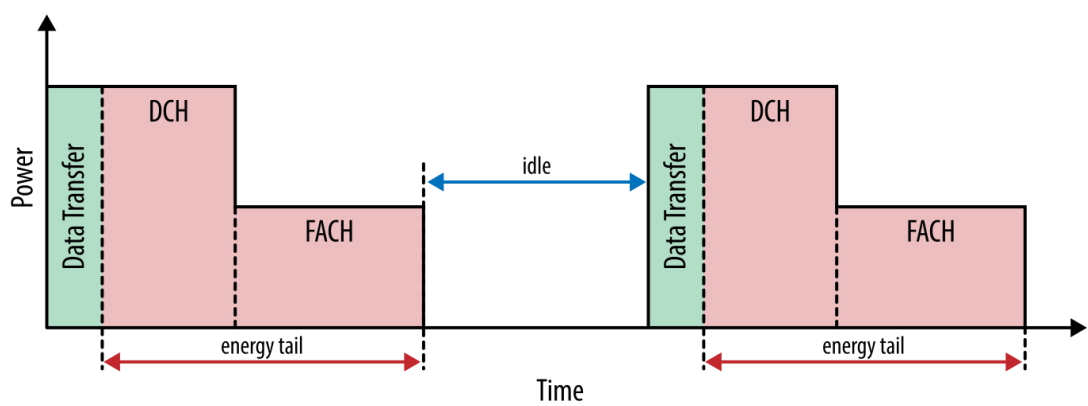 Power
Data Transfer
DCH
FACH
idle
Data Transfer
DCH
FACH
energy tail
energy tail
Time